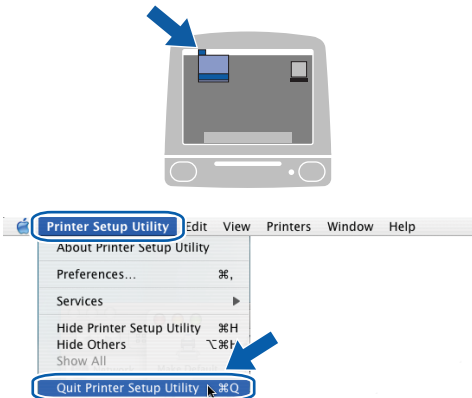 Printer Setup Utility Edit View Printers Window Help
About Printer Setup Utility
Preferences... ⌘,
Services ▶
Hide Printer Setup Utility ⌘H
Hide Others ⌥⌘H
Show All
Quit Printer Setup Utility ⌘Q